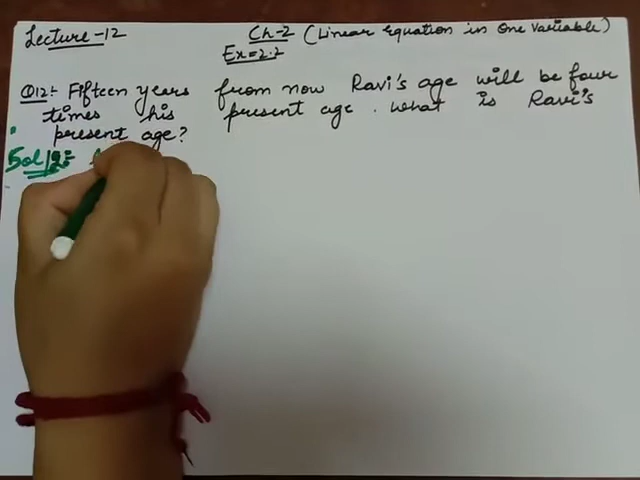 Lecture-12 Ch-2 (Linear Equation in One Variable)
Ex=2.2
Q12:- Fifteen years from now Ravi's age will be four
times his present age. What is Ravi's
present age?
Sol/2:-